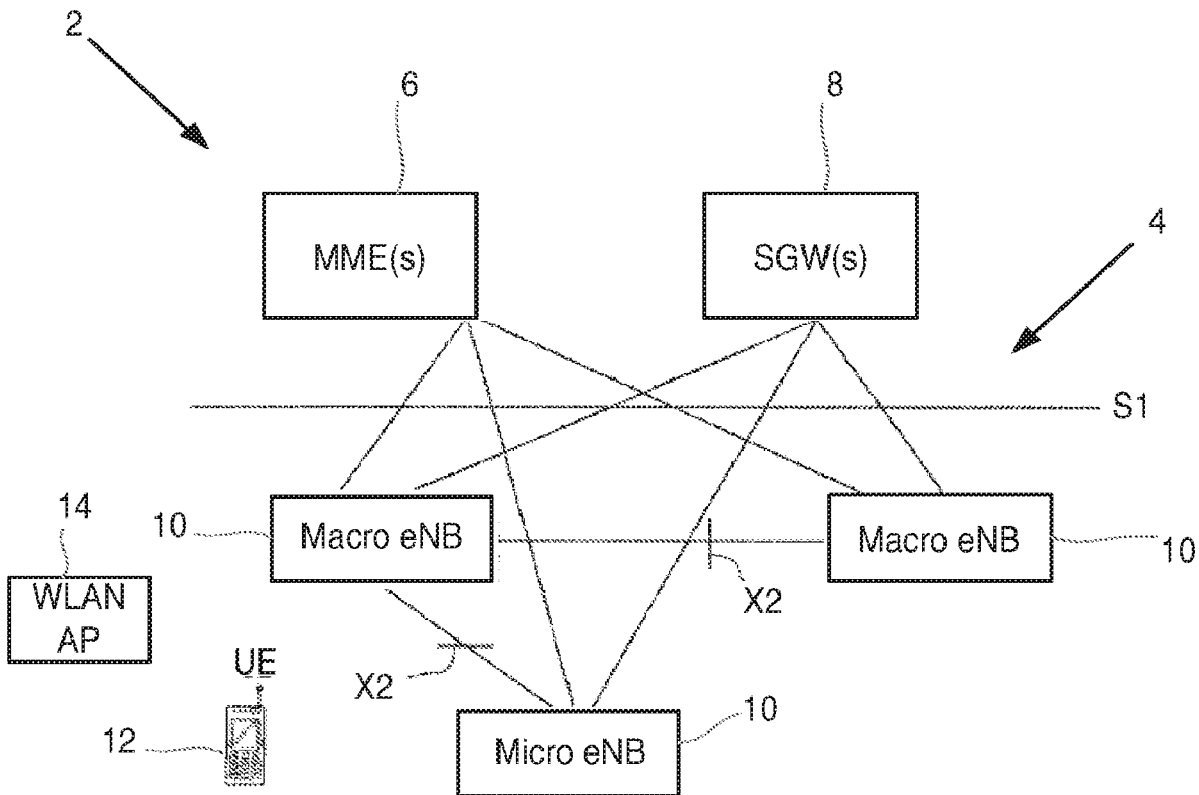 2
6
8
4
MME(s)
SGW(s)
S1
14
10
Macro eNB
Macro eNB
10
WLAN
AP
X2
X2
UE
12
10
Micro eNB